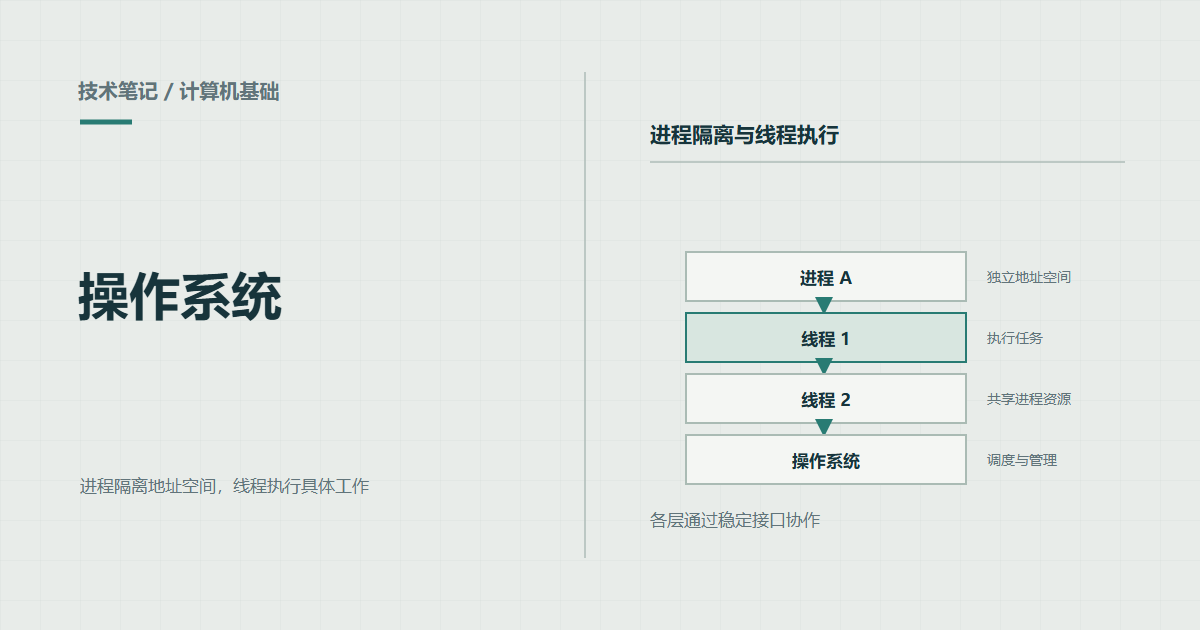 技术笔记 / 计算机基础
操作系统
进程隔离地址空间，线程执行具体工作
进程隔离与线程执行
进程 A
独立地址空间
线程 1
执行任务
线程 2
共享进程资源
操作系统
调度与管理
各层通过稳定接口协作